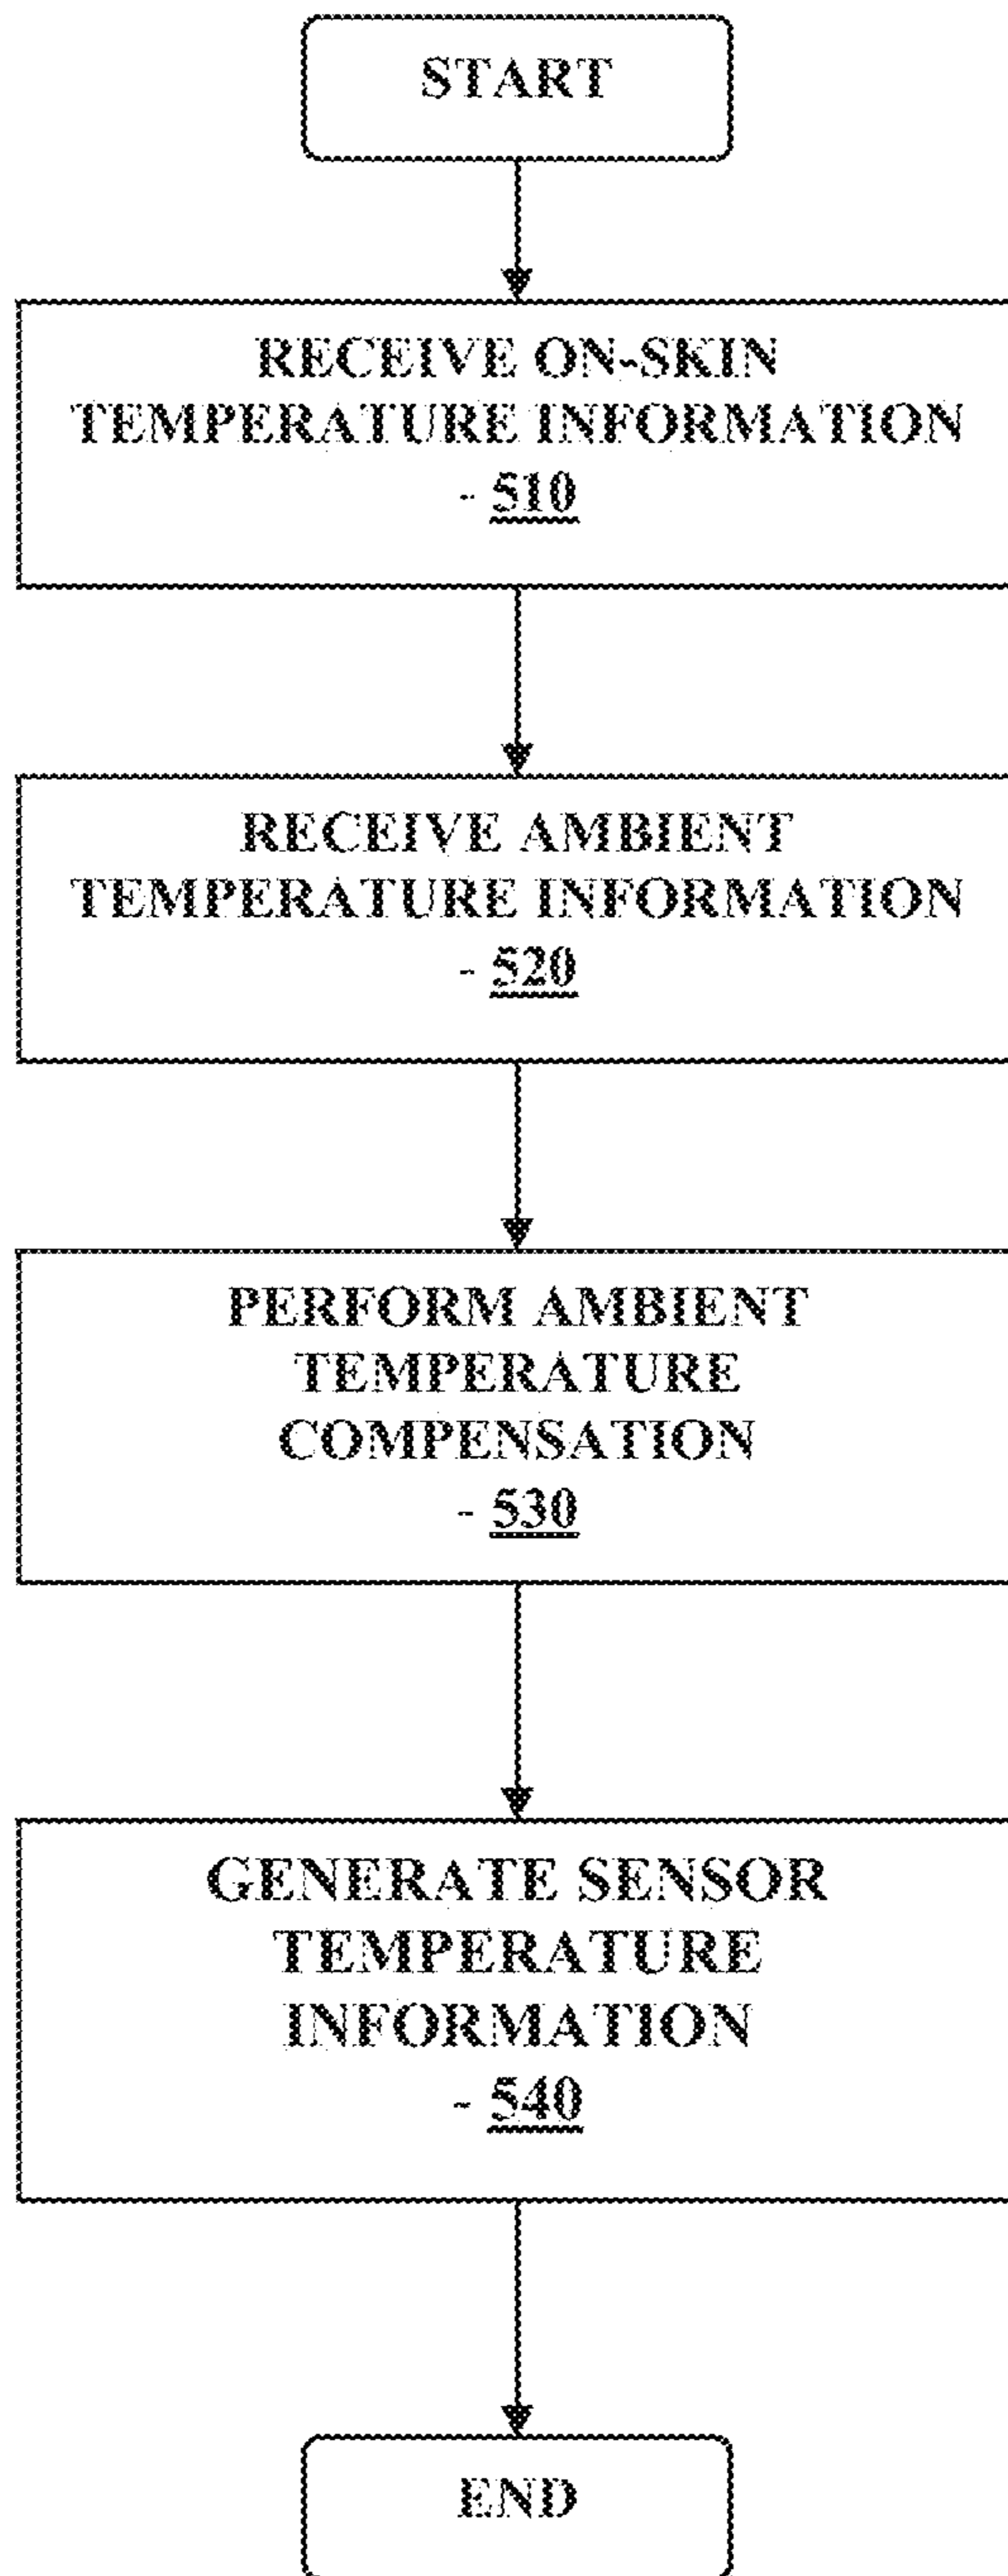 START
RECEIVE ON-SKIN
TEMPERATURE INFORMATION
- 510
RECEIVE AMBIENT
TEMPERATURE INFORMATION
- 520
PERFORM AMBIENT
TEMPERATURE
COMPENSATION
- 530
GENERATE SENSOR
TEMPERATURE
INFORMATION
- 540
END